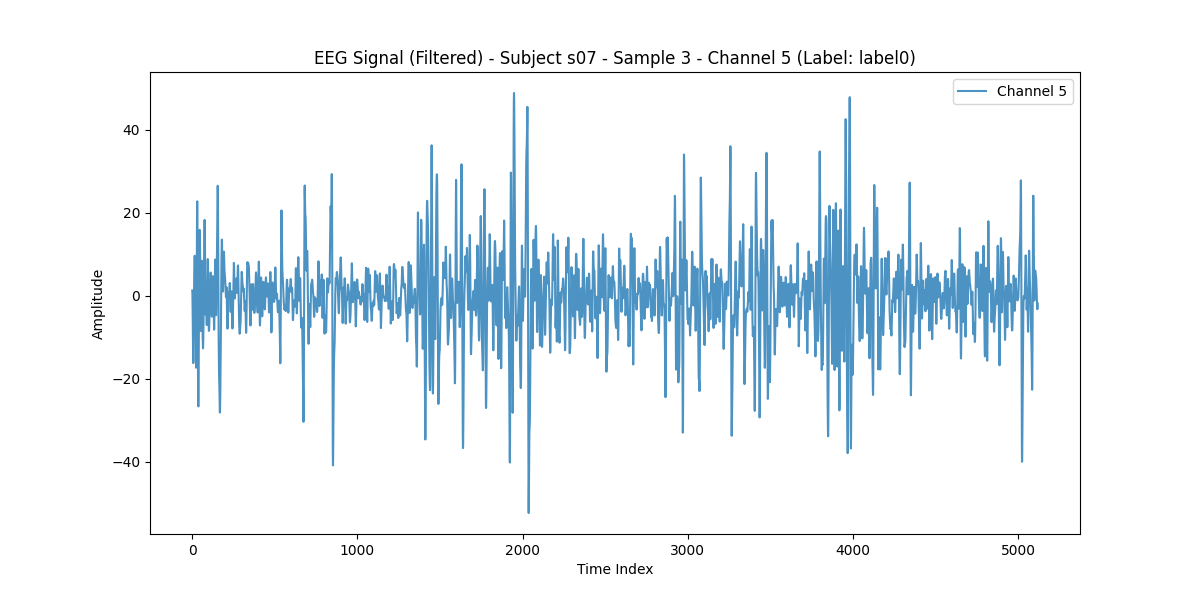 EEG Signal (Filtered) - Subject s07 - Sample 3 - Channel 5 (Label: label0)
Channel 5
Amplitude
40
20
0
−20
−40
0 1000 2000 3000 4000 5000
Time Index